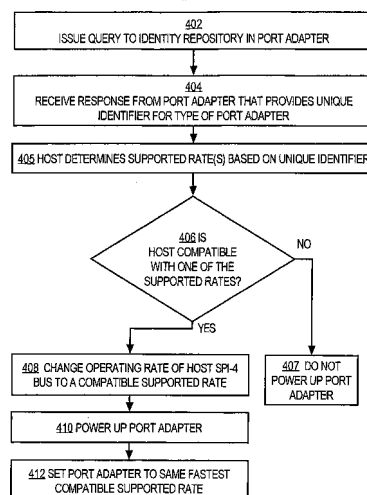 402
ISSUE QUERY TO IDENTITY REPOSITORY IN PORT ADAPTER
404
RECEIVE RESPONSE FROM PORT ADAPTER THAT PROVIDES UNIQUE
IDENTIFIER FOR TYPE OF PORT ADAPTER
405 HOST DETERMINES SUPPORTED RATE(S) BASED ON UNIQUE IDENTIFIER
406 IS
HOST COMPATIBLE
WITH ONE OF THE
SUPPORTED RATES?
NO
YES
408 CHANGE OPERATING RATE OF HOST SPI-4
BUS TO A COMPATIBLE SUPPORTED RATE
407 DO NOT
POWER UP PORT
ADAPTER
410 POWER UP PORT ADAPTER
412 SET PORT ADAPTER TO SAME FASTEST
COMPATIBLE SUPPORTED RATE